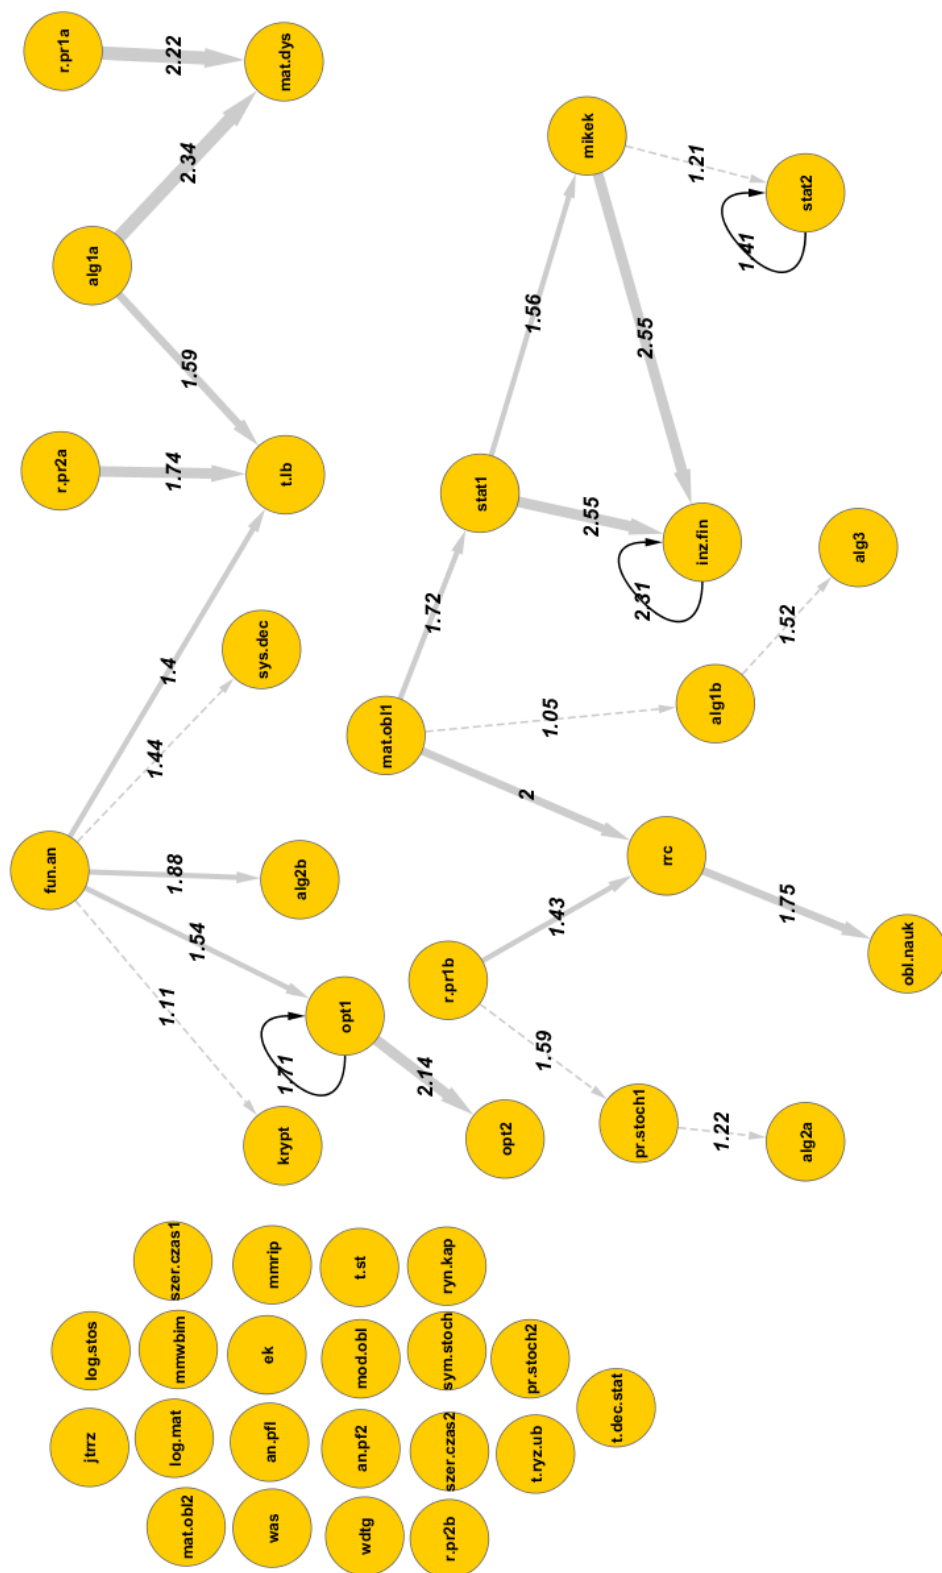 r.pr1a
2.22
mat.dys
alg1a
2.34
1.59
r.pr2a
1.74
t.lb
1.4
fun.an
1.44
sys.dec
1.88
alg2b
1.54
1.11
opt1
1.71
2.14
krypt
opt2
mikek
1.21
stat2
1.41
1.56
2.55
stat1
2.55
inz.fin
2.31
1.72
mat.obl1
1.05
alg1b
1.52
alg3
2
rrc
1.43
1.75
obl.nauk
r.pr1b
1.59
pr.stoch1
1.22
alg2a
szer.czas1
mmrip
t.st
ryn.kap
log.stos
mmwbim
ek
mod.obl
sym.stoch
pr.stoch2
t.dec.stat
jtrrz
log.mat
an.pfl
an.pf2
szer.czas2
t.ryz.ub
mat.obl2
was
wdtg
r.pr2b